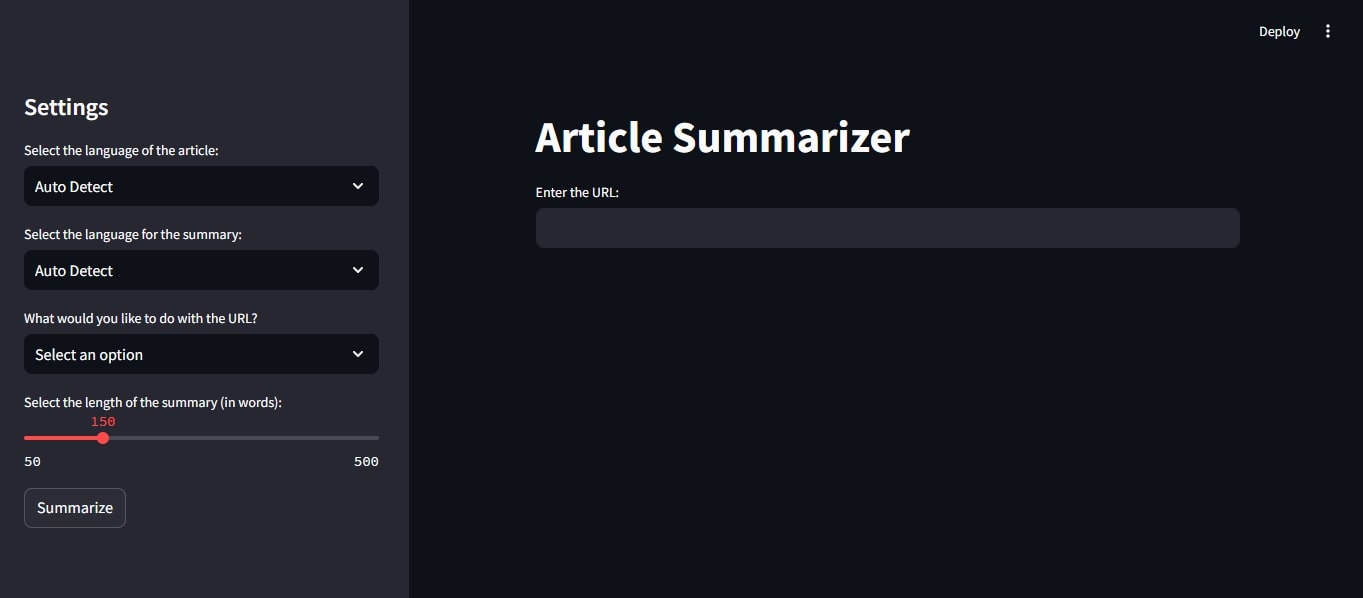 Deploy
Settings
Select the language of the article:
Auto Detect
Select the language for the summary:
Auto Detect
What would you like to do with the URL?
Select an option
Select the length of the summary (in words):
150
50 500
Summarize
Article Summarizer
Enter the URL: